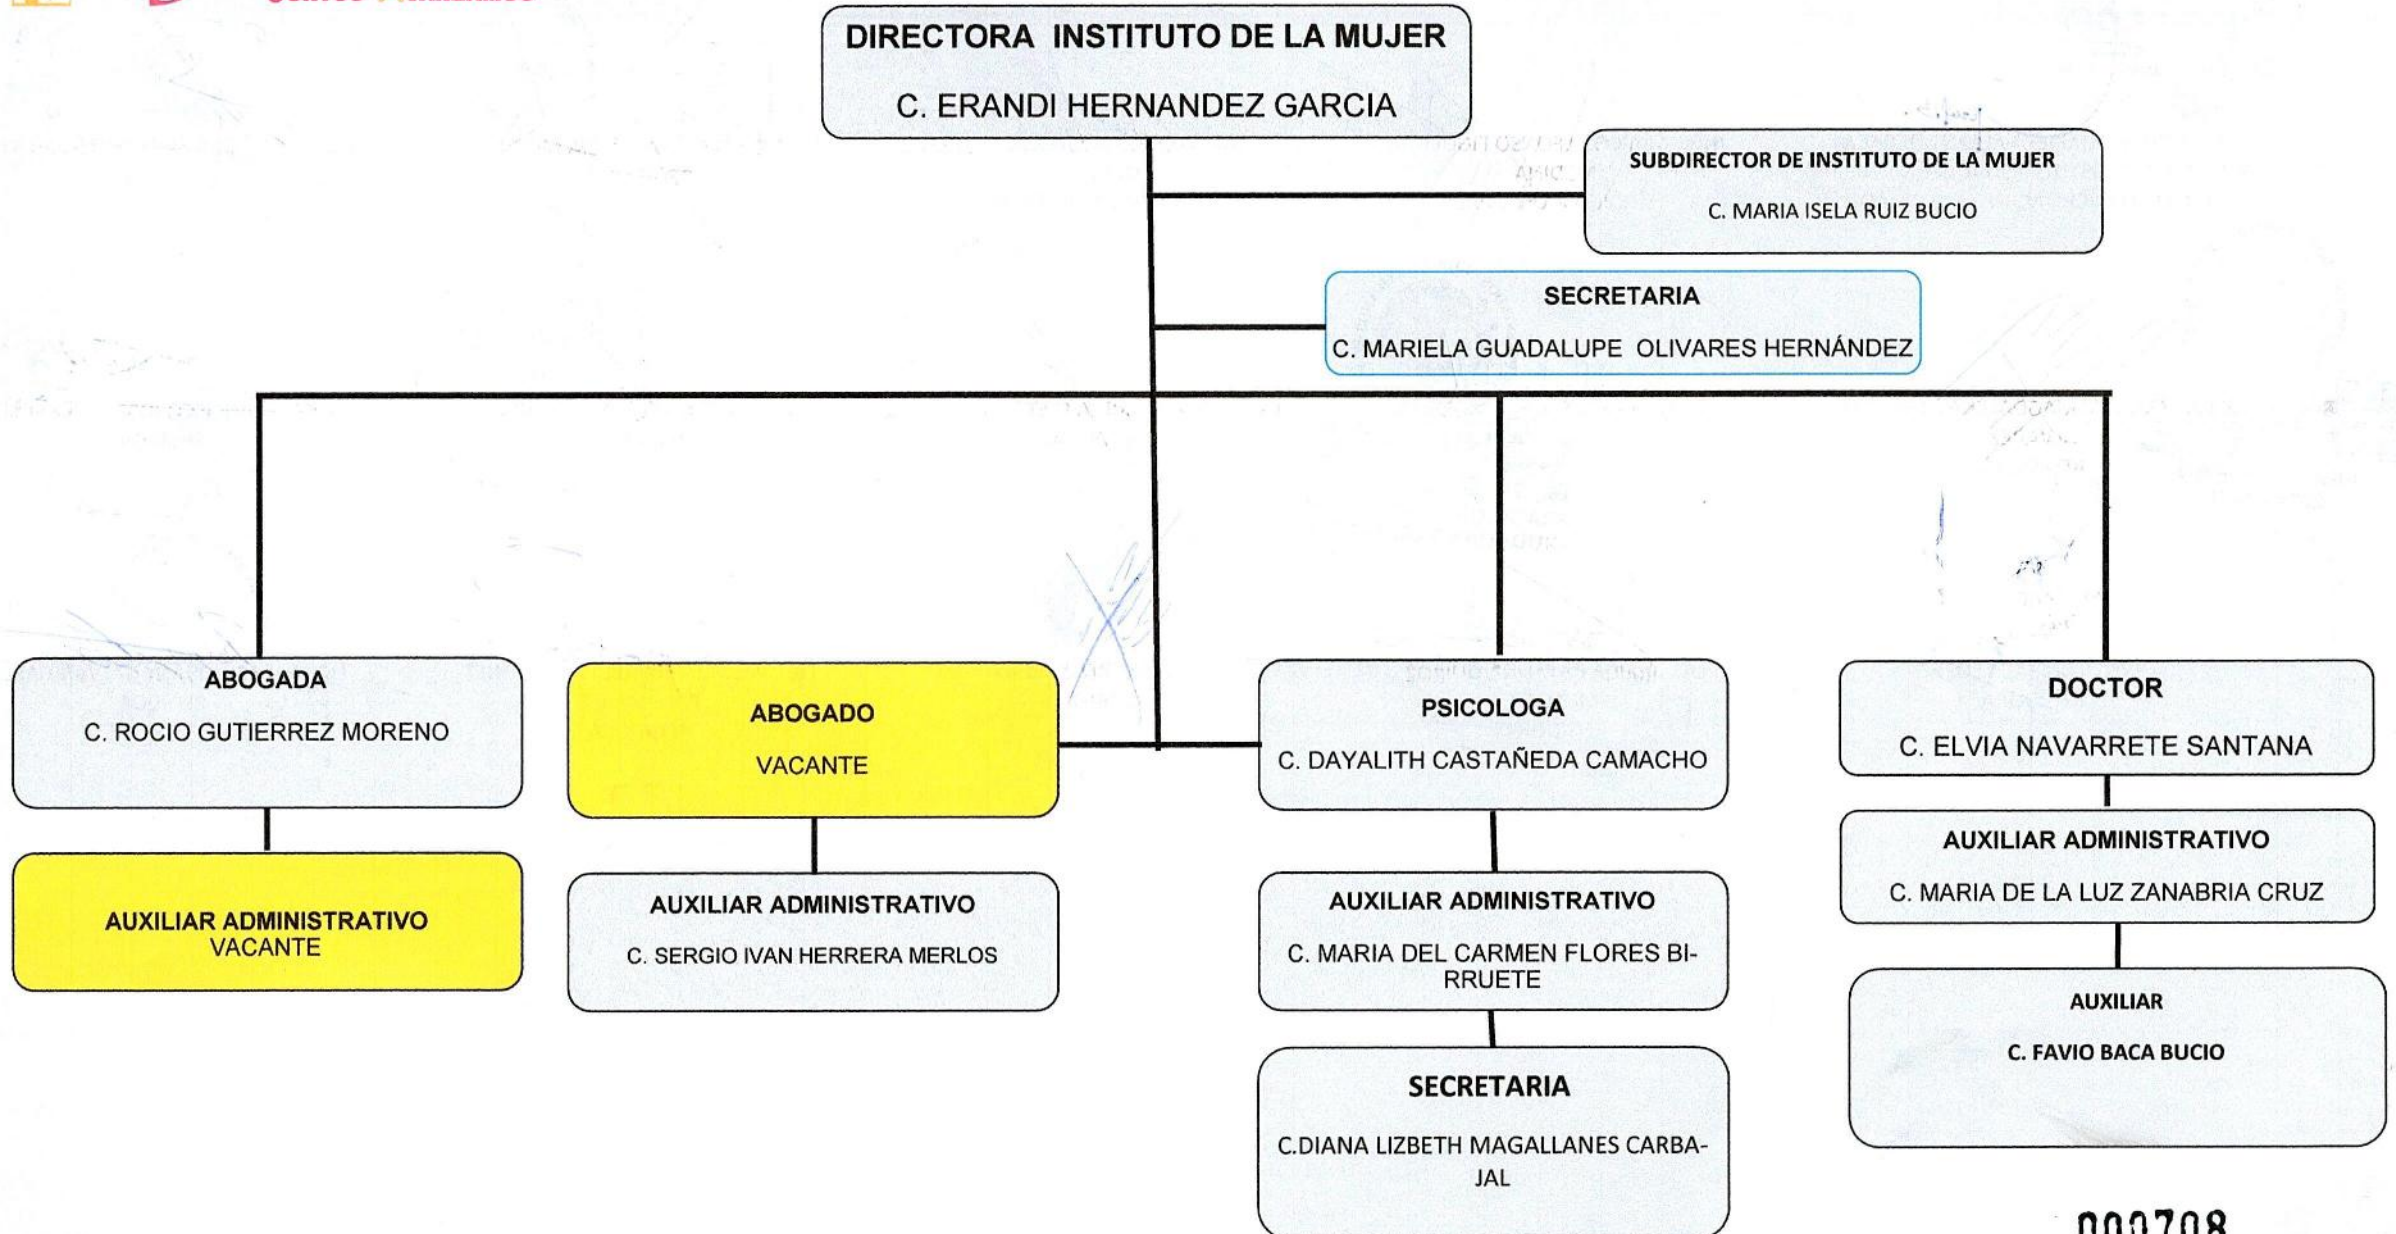 DIRECTORA INSTITUTO DE LA MUJER
C. ERANDI HERNANDEZ GARCIA
SUBDIRECTOR DE INSTITUTO DE LA MUJER
C. MARIA ISELA RUIZ BUCIO
SECRETARIA
C. MARIELA GUADALUPE OLIVARES HERNÁNDEZ
ABOGADA
C. ROCIO GUTIERREZ MORENO
AUXILIAR ADMINISTRATIVO
VACANTE
ABOGADO
VACANTE
AUXILIAR ADMINISTRATIVO
C. SERGIO IVAN HERRERA MERLOS
PSICOLOGA
C. DAYALITH CASTAÑEDA CAMACHO
AUXILIAR ADMINISTRATIVO
C. MARIA DEL CARMEN FLORES BI-
RRUETE
SECRETARIA
C.DIANA LIZBETH MAGALLANES CARBA-
JAL
DOCTOR
C. ELVIA NAVARRETE SANTANA
AUXILIAR ADMINISTRATIVO
C. MARIA DE LA LUZ ZANABRIA CRUZ
AUXILIAR
C. FAVIO BACA BUCIO
000708